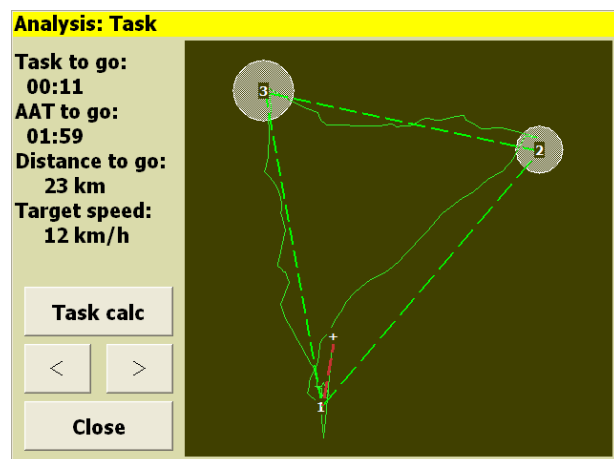 Analysis: Task
Task to go:
00:11
AAT to go:
01:59
Distance to go:
23 km
Target speed:
12 km/h
Task calc
< >
Close
3
2
+
1